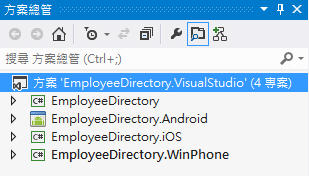 方案總管
搜尋 方案總管 (Ctrl+;)
方案 'EmployeeDirectory.VisualStudio' (4 專案)
C# EmployeeDirectory
C# EmployeeDirectory.Android
C# EmployeeDirectory.iOS
C# EmployeeDirectory.WinPhone